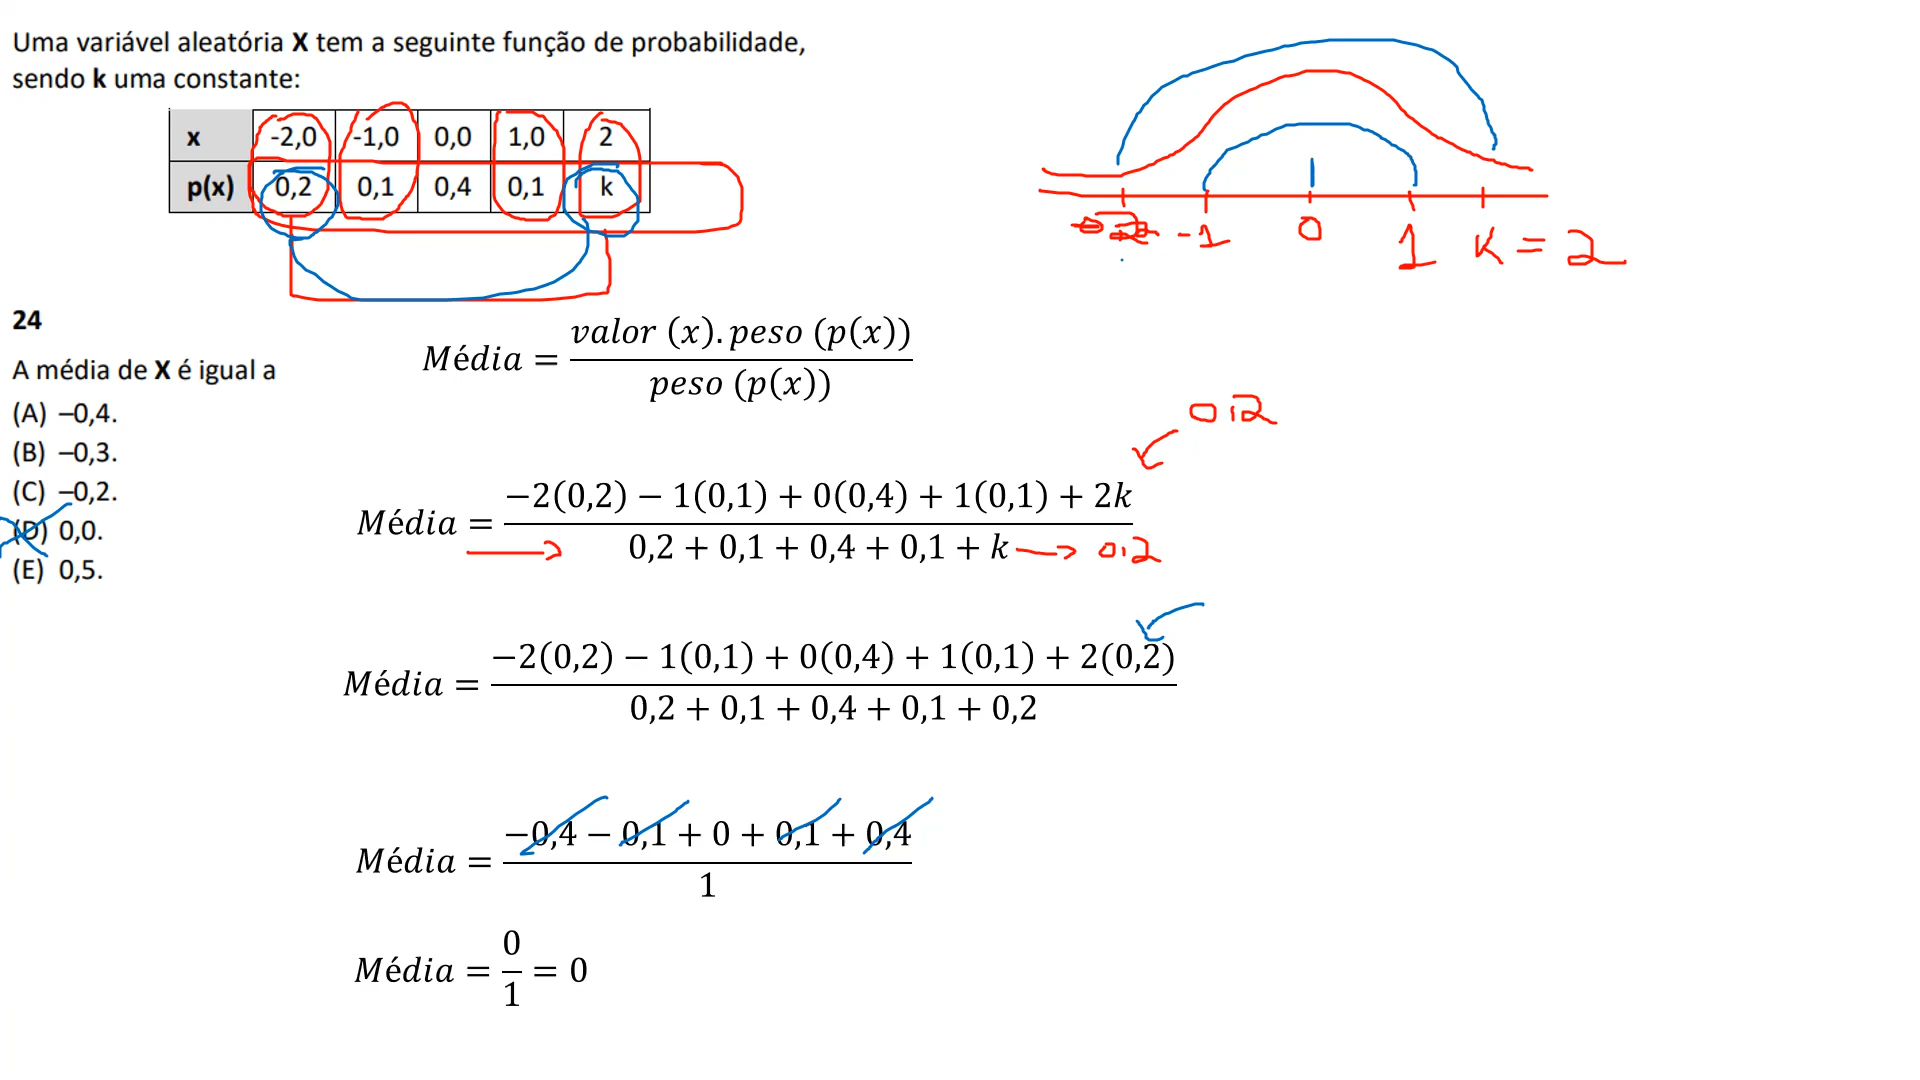 Uma variável aleatória X tem a seguinte função de probabilidade,
sendo k uma constante:
x -2,0 -1,0 0,0 1,0 2
p(x) 0,2 0,1 0,4 0,1 k
-1 0 1 K = 2
24
A média de X é igual a
(A) –0,4.
(B) –0,3.
(C) –0,2.
(D) 0,0.
(E) 0,5.
Média = valor (x). peso (p(x)) / peso (p(x))
0,2
Média = −2(0,2) − 1(0,1) + 0(0,4) + 1(0,1) + 2k / 0,2 + 0,1 + 0,4 + 0,1 + k → 0,2
Média = −2(0,2) − 1(0,1) + 0(0,4) + 1(0,1) + 2(0,2) / 0,2 + 0,1 + 0,4 + 0,1 + 0,2
Média = −0,4 − 0,1 + 0 + 0,1 + 0,4 / 1
Média = 0 / 1 = 0